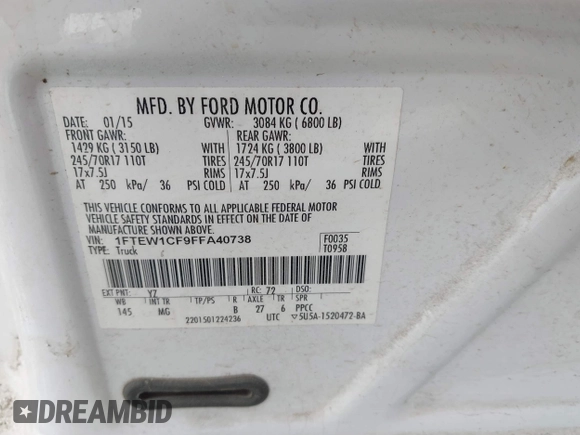 MFD. BY FORD MOTOR CO.
DATE: 01/15 GVWR: 3084 KG ( 6800 LB)
FRONT GAWR: REAR GAWR:
1429 KG ( 3150 LB) WITH 1724 KG ( 3800 LB) WITH
245/70R17 110T TIRES 245/70R17 110T TIRES
17x7.5J RIMS 17x7.5J RIMS
AT 250 kPa/ 36 PSI COLD AT 250 kPa/ 36 PSI COLD
THIS VEHICLE CONFORMS TO ALL APPLICABLE FEDERAL MOTOR
VEHICLE SAFETY STANDARDS IN EFFECT ON THE DATE OF
MANUFACTURE SHOWN ABOVE.
VIN: 1FTEW1CF9FFA40738 F0035
TYPE: Truck T0958
EXT PNT: YZ RC: 72 DSO:
WB INT TR TP/PS R AXLE TR SPR
145 MG B 27 6 PPCC
2201501224236 UTC 5U5A-1520472-BA
DREAMBID